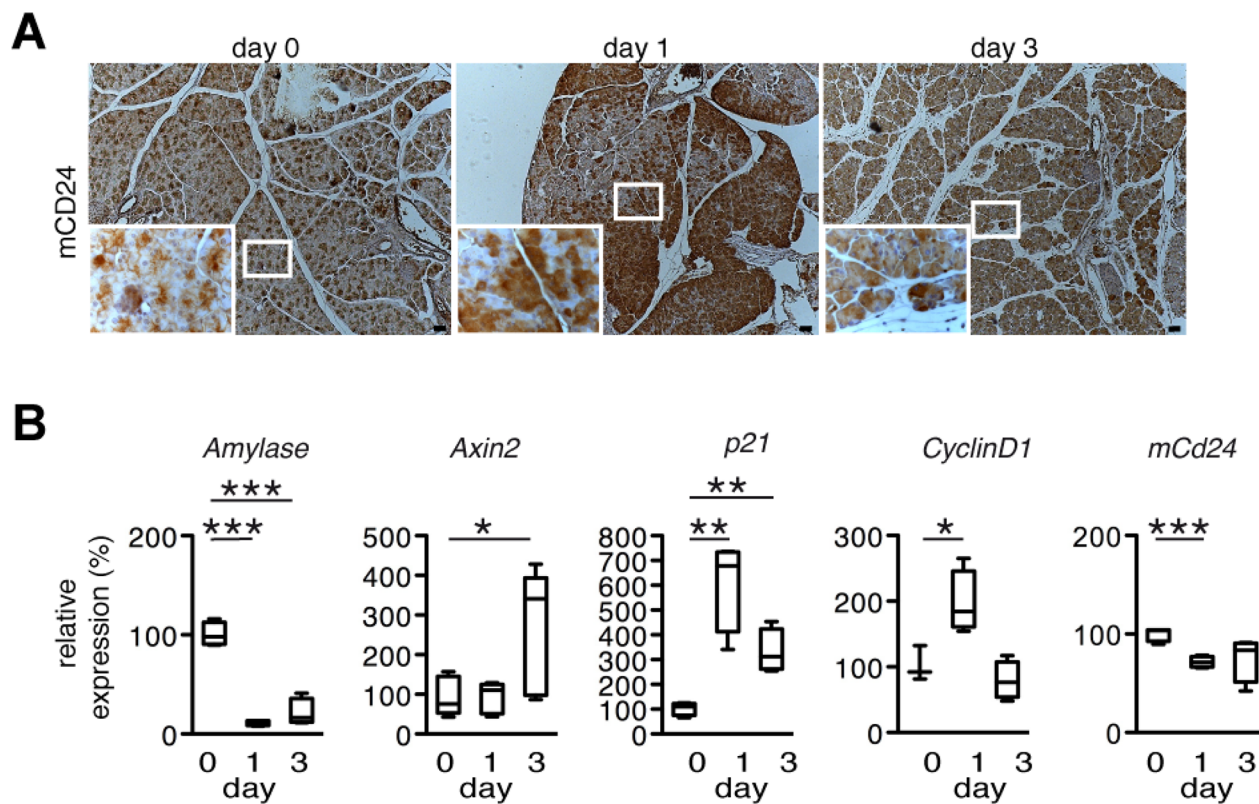 A
day 0 day 1 day 3
mCD24
B
Amylase Axin2 p21 CyclinD1 mCd24
*** * ** * ***
*** **
relative
expression (%)
200
100
0
500
400
300
200
100
0
800
700
600
500
400
300
200
100
0
300
200
100
0
200
100
0
0 1 3 0 1 3 0 1 3 0 1 3 0 1 3
day day day day day